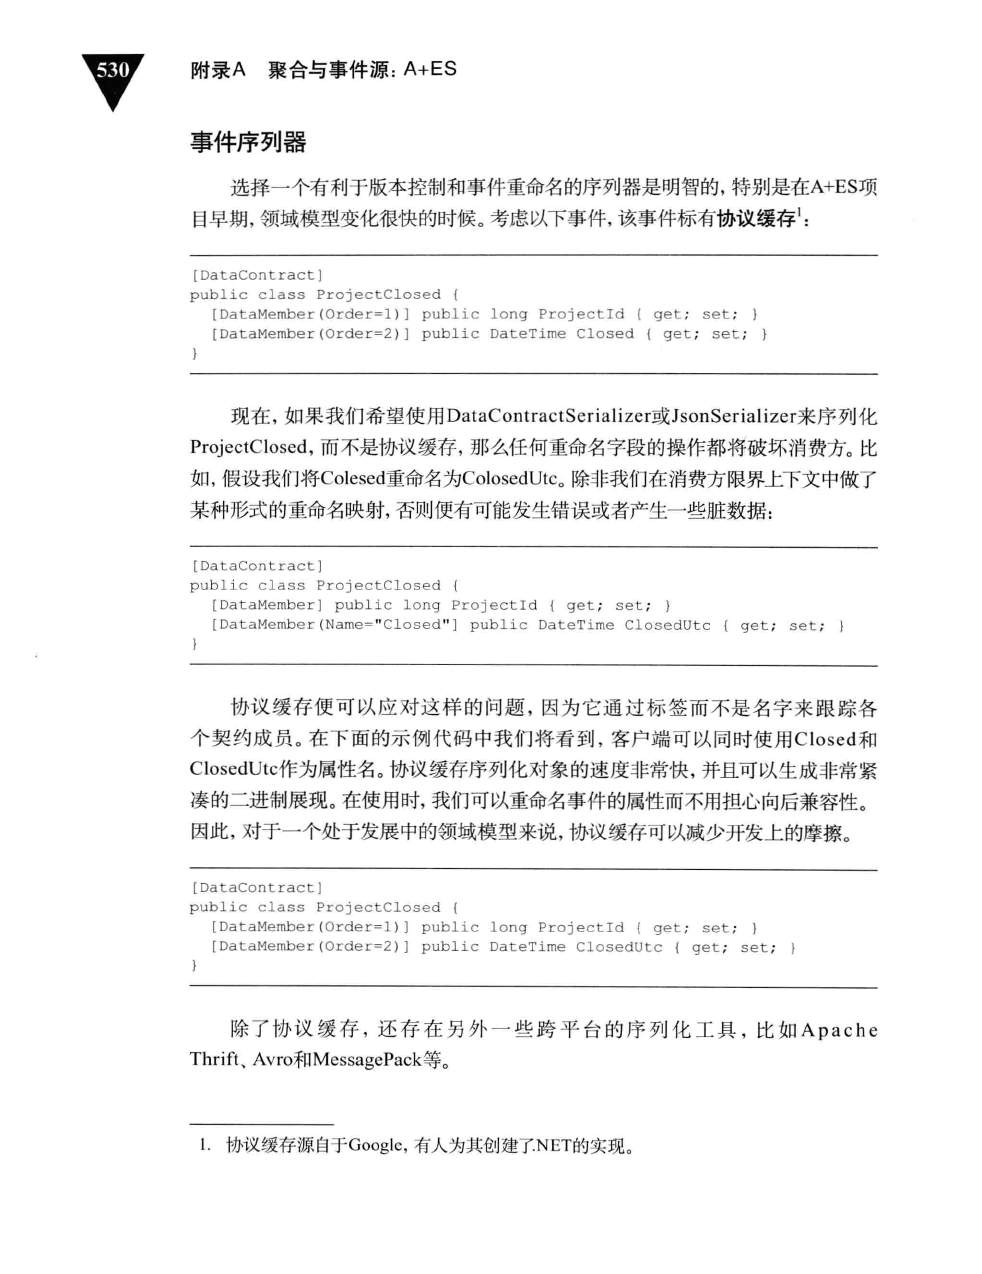 530
附录A 聚合与事件源：A+ES
事件序列器
选择一个有利于版本控制和事件重命名的序列器是明智的，特别是在A+ES项
目早期，领域模型变化很快的时候。考虑以下事件，该事件标有协议缓存1：
[DataContract]
public class ProjectClosed {
  [DataMember(Order=1)] public long ProjectId { get; set; }
  [DataMember(Order=2)] public DateTime Closed { get; set; }
}
现在，如果我们希望使用DataContractSerializer或JsonSerializer来序列化
ProjectClosed，而不是协议缓存，那么任何重命名字段的操作都将破坏消费方。比
如，假设我们将Colesed重命名为ColosedUtc。除非我们在消费方限界上下文中做了
某种形式的重命名映射，否则便有可能发生错误或者产生一些脏数据：
[DataContract]
public class ProjectClosed {
  [DataMember] public long ProjectId { get; set; }
  [DataMember(Name="Closed"] public DateTime ClosedUtc { get; set; }
}
协议缓存便可以应对这样的问题，因为它通过标签而不是名字来跟踪各
个契约成员。在下面的示例代码中我们将看到，客户端可以同时使用Closed和
ClosedUtc作为属性名。协议缓存序列化对象的速度非常快，并且可以生成非常紧
凑的二进制展现。在使用时，我们可以重命名事件的属性而不用担心向后兼容性。
因此，对于一个处于发展中的领域模型来说，协议缓存可以减少开发上的摩擦。
[DataContract]
public class ProjectClosed {
  [DataMember(Order=1)] public long ProjectId { get; set; }
  [DataMember(Order=2)] public DateTime ClosedUtc { get; set; }
}
除了协议缓存，还存在另外一些跨平台的序列化工具，比如Apache
Thrift、Avro和MessagePack等。
1. 协议缓存源自于Google，有人为其创建了.NET的实现。